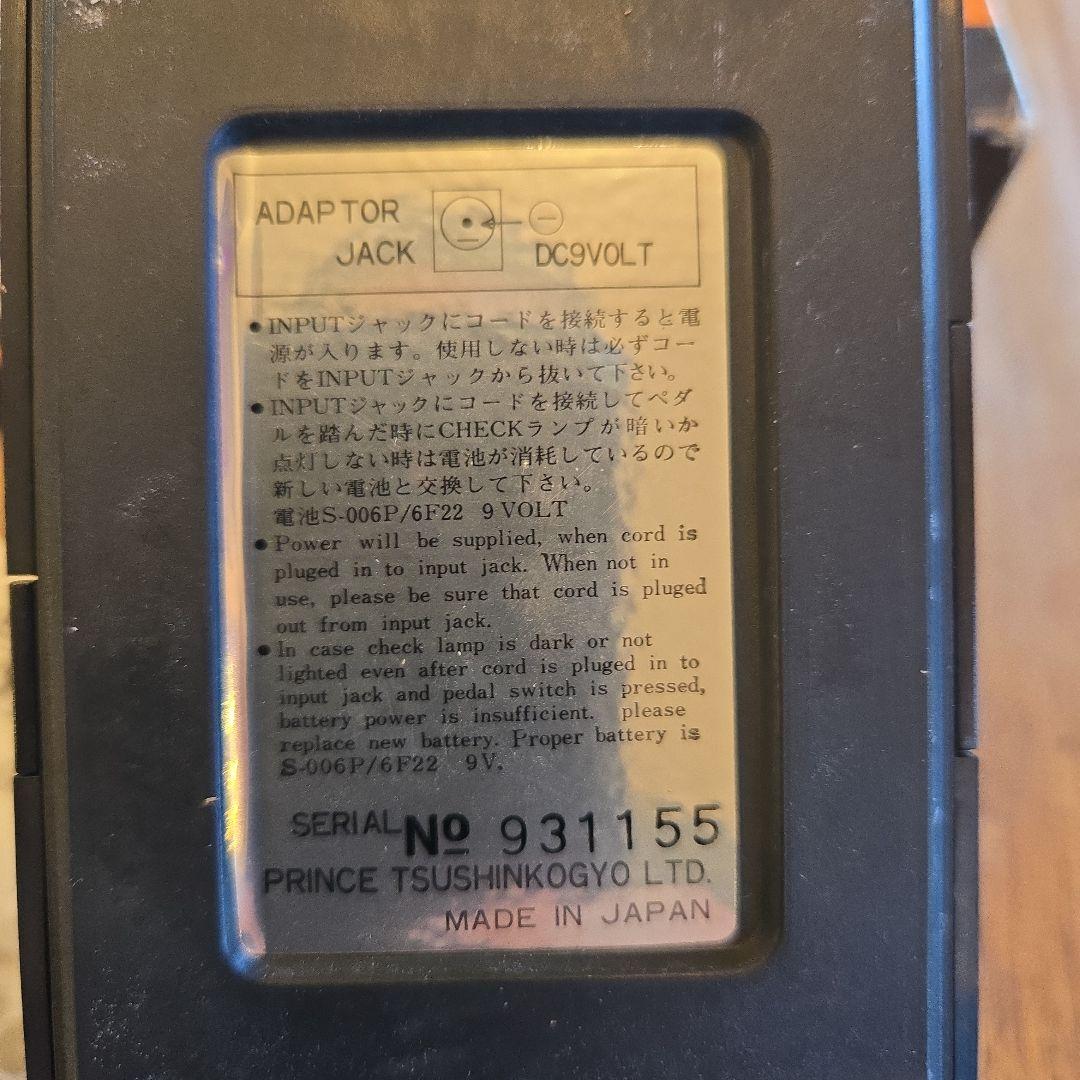 ADAPTOR
JACK
DC9VOLT
●INPUTジャックにコードを接続すると電
源が入ります。使用しない時は必ずコー
ドをINPUTジャックから抜いて下さい。
●INPUTジャックにコードを接続してペダ
ルを踏んだ時にCHECKランプが暗いか
点灯しない時は電池が消耗しているので
新しい電池と交換して下さい。
電池S-006P/6F22 9VOLT
●Power will be supplied, when cord is
pluged in to input jack. When not in
use, please be sure that cord is pluged
out from input jack.
●In case check lamp is dark or not
lighted even after cord is pluged in to
input jack and pedal switch is pressed,
battery power is insufficient. please
replace new battery. Proper battery is
S-006P/6F22 9V.
SERIAL No 931155
PRINCE TSUSHINKOGYO LTD.
MADE IN JAPAN